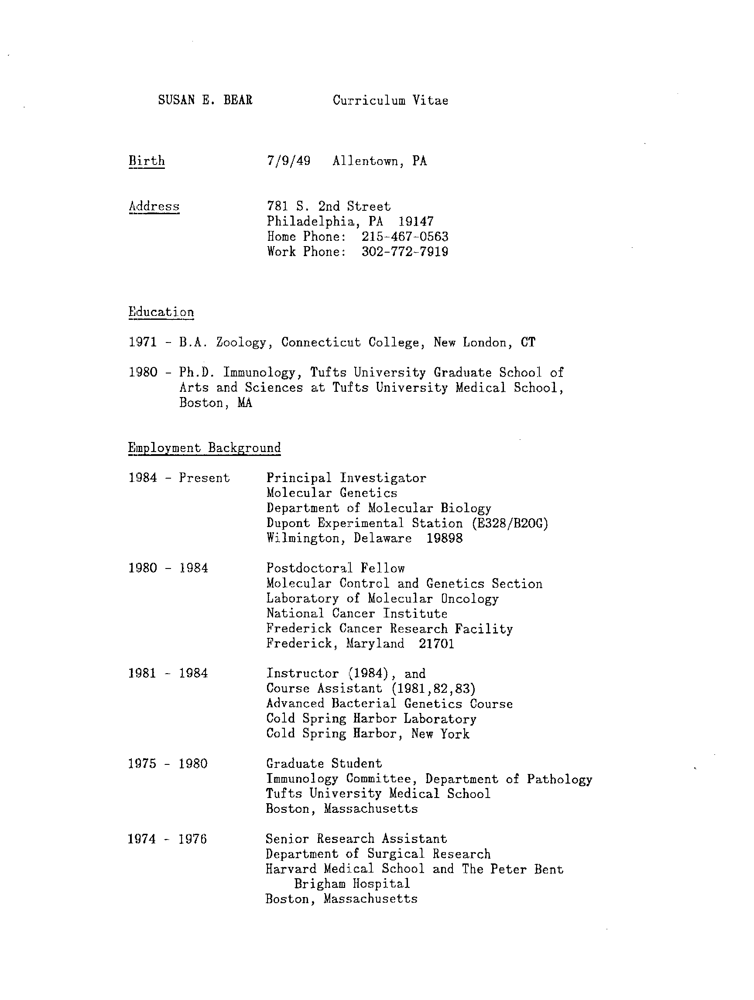 SUSAN E. BEAR Curriculum Vitae
Birth 7/9/49 Allentown, PA
Address 781 S. 2nd Street
Philadelphia, PA 19147
Home Phone: 215-467-0563
Work Phone: 302-772-7919
Education
1971 - B.A. Zoology, Connecticut College, New London, CT
1980 - Ph.D. Immunology, Tufts University Graduate School of
Arts and Sciences at Tufts University Medical School,
Boston, MA
Employment Background
1984 - Present Principal Investigator
Molecular Genetics
Department of Molecular Biology
Dupont Experimental Station (E328/B20G)
Wilmington, Delaware 19898
1980 - 1984 Postdoctoral Fellow
Molecular Control and Genetics Section
Laboratory of Molecular Oncology
National Cancer Institute
Frederick Cancer Research Facility
Frederick, Maryland 21701
1981 - 1984 Instructor (1984), and
Course Assistant (1981,82,83)
Advanced Bacterial Genetics Course
Cold Spring Harbor Laboratory
Cold Spring Harbor, New York
1975 - 1980 Graduate Student
Immunology Committee, Department of Pathology
Tufts University Medical School
Boston, Massachusetts
1974 - 1976 Senior Research Assistant
Department of Surgical Research
Harvard Medical School and The Peter Bent
Brigham Hospital
Boston, Massachusetts